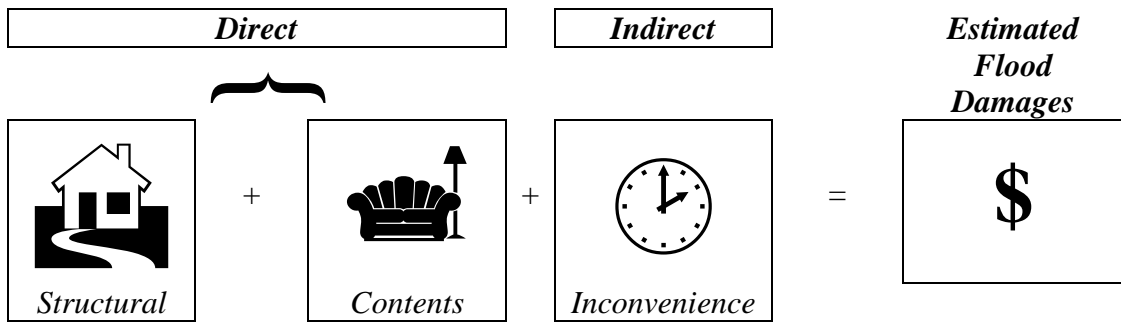 Direct
Indirect
Estimated
Flood
Damages
+
+
=
$
Structural
Contents
Inconvenience